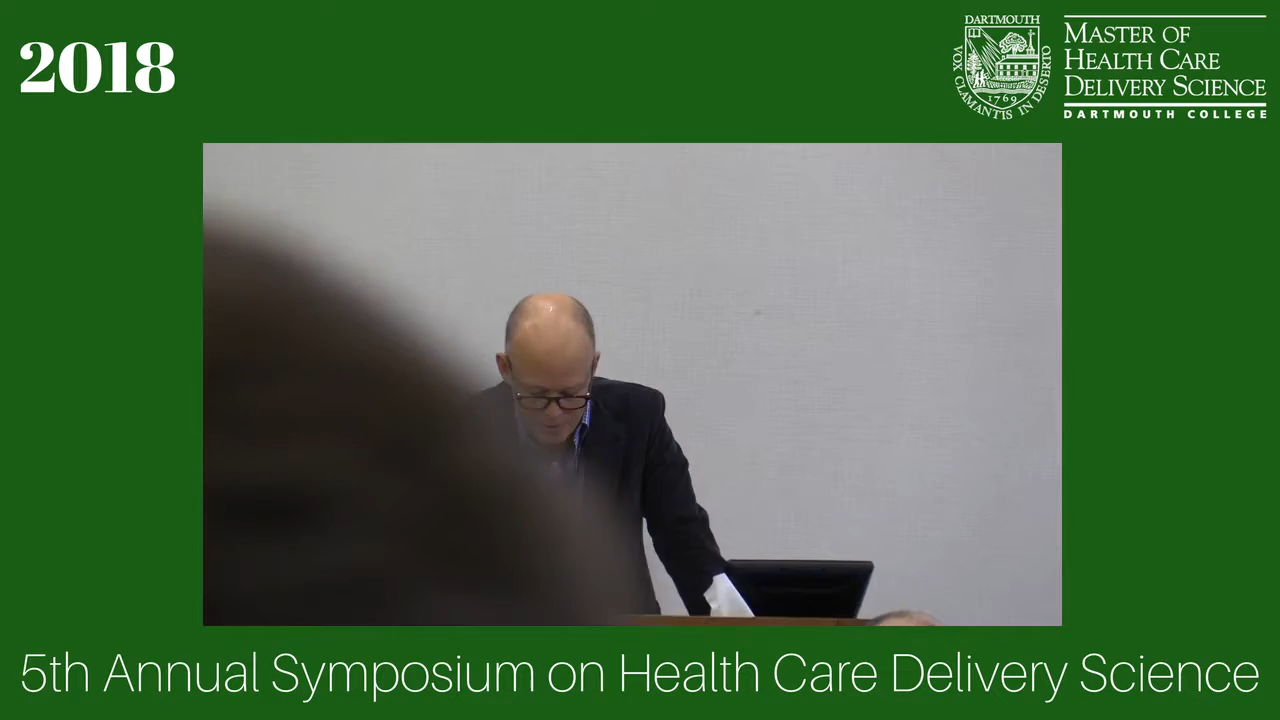 2018
DARTMOUTH
VOX CLAMANTIS IN DESERTO
1769
MASTER OF
HEALTH CARE
DELIVERY SCIENCE
DARTMOUTH COLLEGE
5th Annual Symposium on Health Care Delivery Science